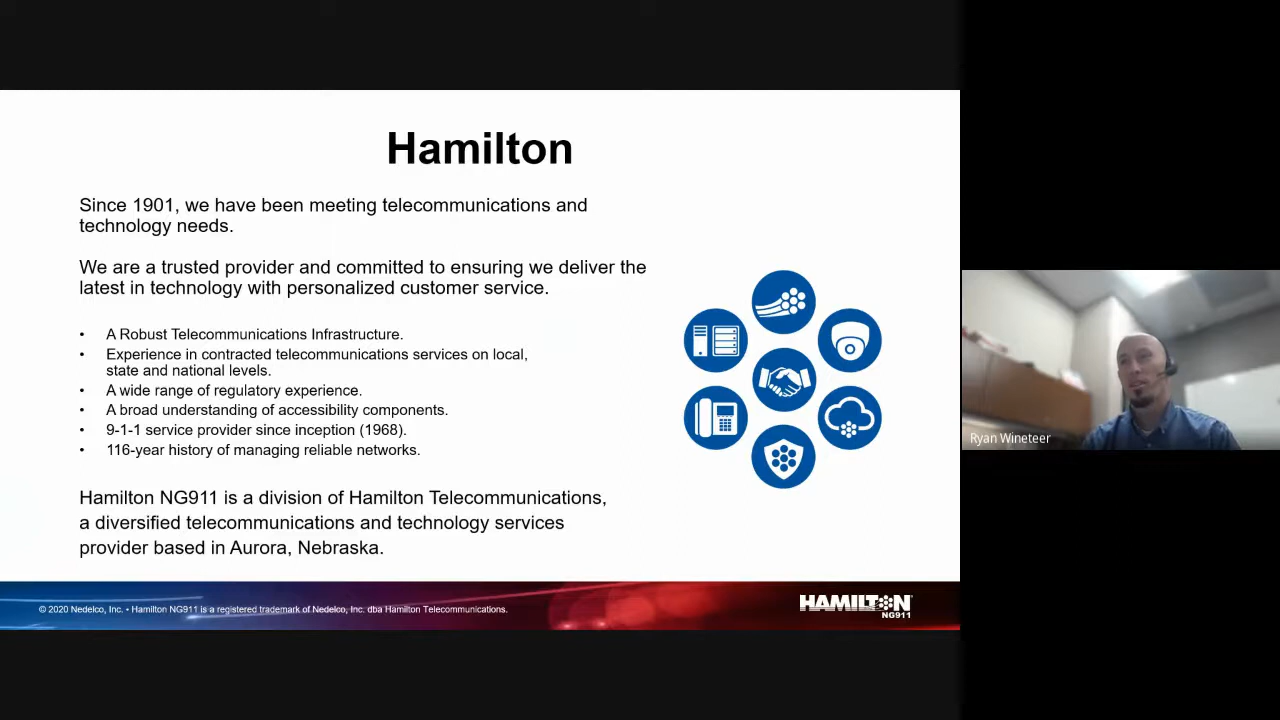 Hamilton
Since 1901, we have been meeting telecommunications and
technology needs.
We are a trusted provider and committed to ensuring we deliver the
latest in technology with personalized customer service.
• A Robust Telecommunications Infrastructure.
• Experience in contracted telecommunications services on local,
state and national levels.
• A wide range of regulatory experience.
• A broad understanding of accessibility components.
• 9-1-1 service provider since inception (1968).
• 116-year history of managing reliable networks.
Hamilton NG911 is a division of Hamilton Telecommunications,
a diversified telecommunications and technology services
provider based in Aurora, Nebraska.
© 2020 Nedelco, Inc. • Hamilton NG911 is a registered trademark of Nedelco, Inc. dba Hamilton Telecommunications.
HAMILTON
NG911
Ryan Wineteer